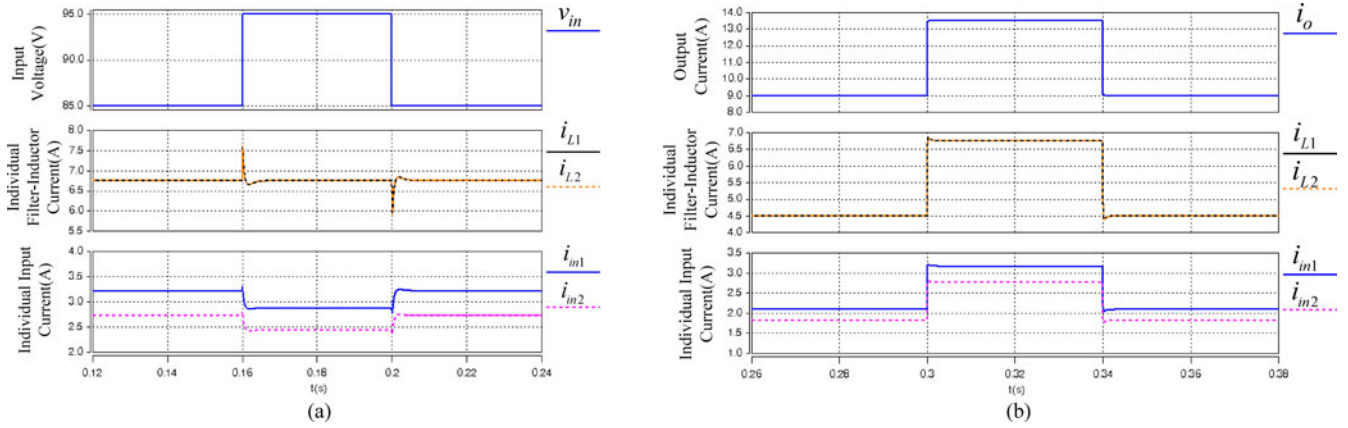 95.0
90.0
85.0
Input
Voltage(V)
v_in
8.0
7.5
7.0
6.5
6.0
5.5
Individual
Filter-Inductor
Current(A)
i_L1
i_L2
4.0
3.5
3.0
2.5
2.0
Individual Input
Current(A)
i_in1
i_in2
0.12 0.14 0.16 0.18 0.2 0.22 0.24
t(s)
(a)
14.0
13.0
12.0
11.0
10.0
9.0
8.0
Output
Current(A)
i_o
7.0
6.5
6.0
5.5
5.0
4.5
4.0
Individual
Filter-Inductor
Current(A)
i_L1
i_L2
3.5
3.0
2.5
2.0
1.5
1.0
Individual Input
Current(A)
i_in1
i_in2
0.26 0.28 0.3 0.32 0.34 0.36 0.38
t(s)
(b)